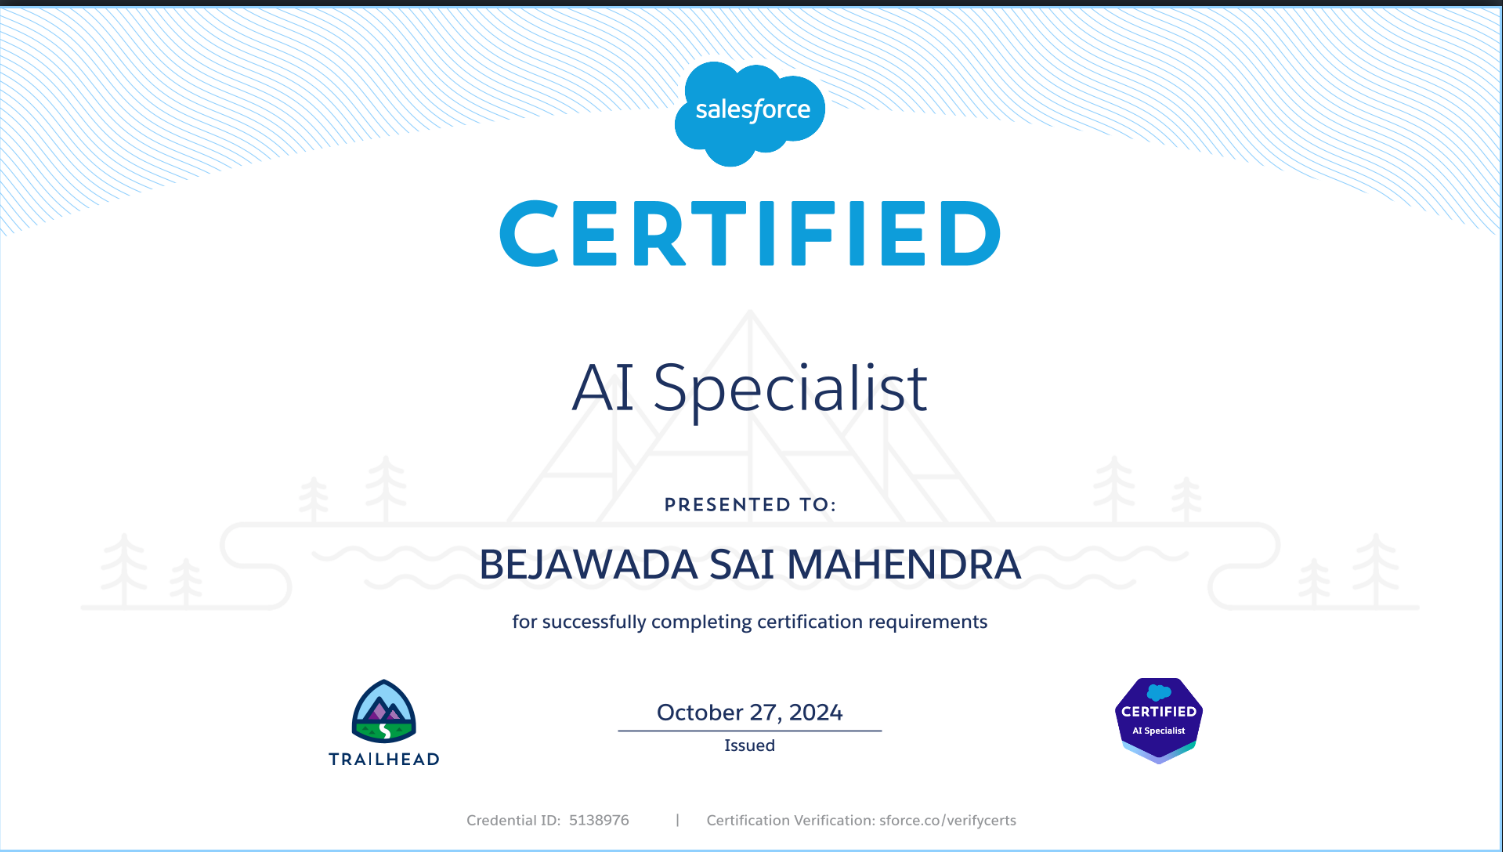 salesforce
CERTIFIED
AI Specialist
PRESENTED TO:
BEJAWADA SAI MAHENDRA
for successfully completing certification requirements
TRAILHEAD
October 27, 2024
Issued
CERTIFIED
AI Specialist
Credential ID: 5138976 | Certification Verification: sforce.co/verifycerts